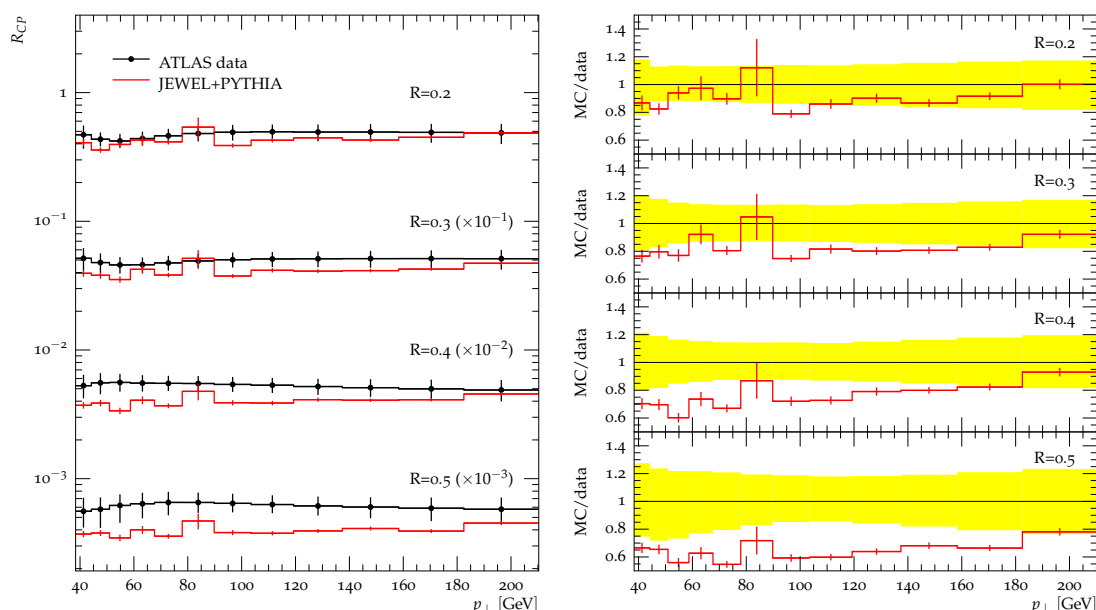 R_CP
ATLAS data
JEWEL+PYTHIA
R=0.2
1
R=0.3 (×10⁻¹)
10⁻¹
R=0.4 (×10⁻²)
10⁻²
R=0.5 (×10⁻³)
10⁻³
40 60 80 100 120 140 160 180 200
p⊥ [GeV]
R=0.2
MC/data
1.4
1.2
1
0.8
0.6
R=0.3
MC/data
1.4
1.2
1
0.8
0.6
R=0.4
MC/data
1.4
1.2
1
0.8
0.6
R=0.5
MC/data
1.4
1.2
1
0.8
0.6
40 60 80 100 120 140 160 180 200
p⊥ [GeV]